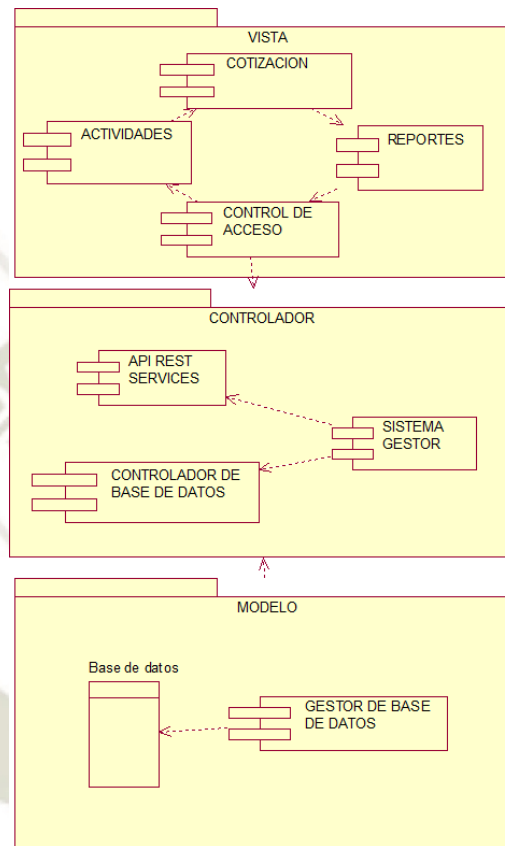 VISTA
COTIZACION
ACTIVIDADES
REPORTES
CONTROL DE
ACCESO
CONTROLADOR
API REST
SERVICES
SISTEMA
GESTOR
CONTROLADOR DE
BASE DE DATOS
MODELO
Base de datos
GESTOR DE BASE
DE DATOS